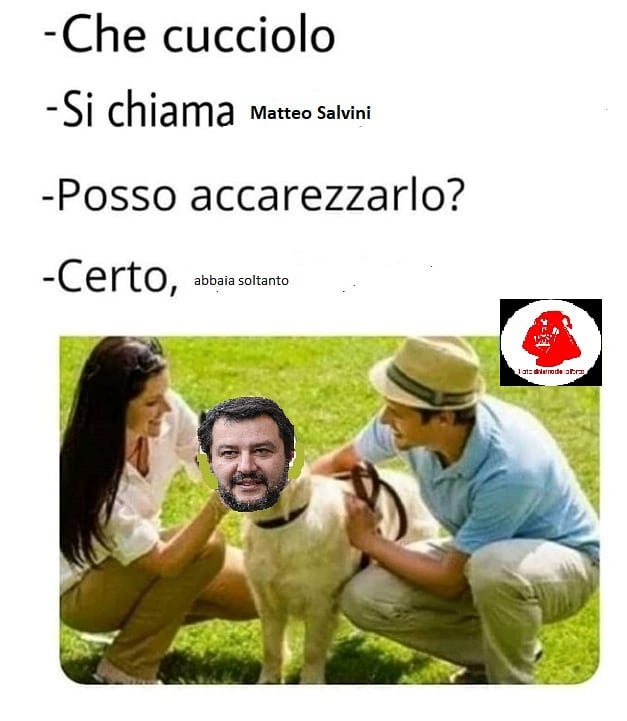 -Che cucciolo
-Si chiama Matteo Salvini
-Posso accarezzarlo?
-Certo, abbaia soltanto